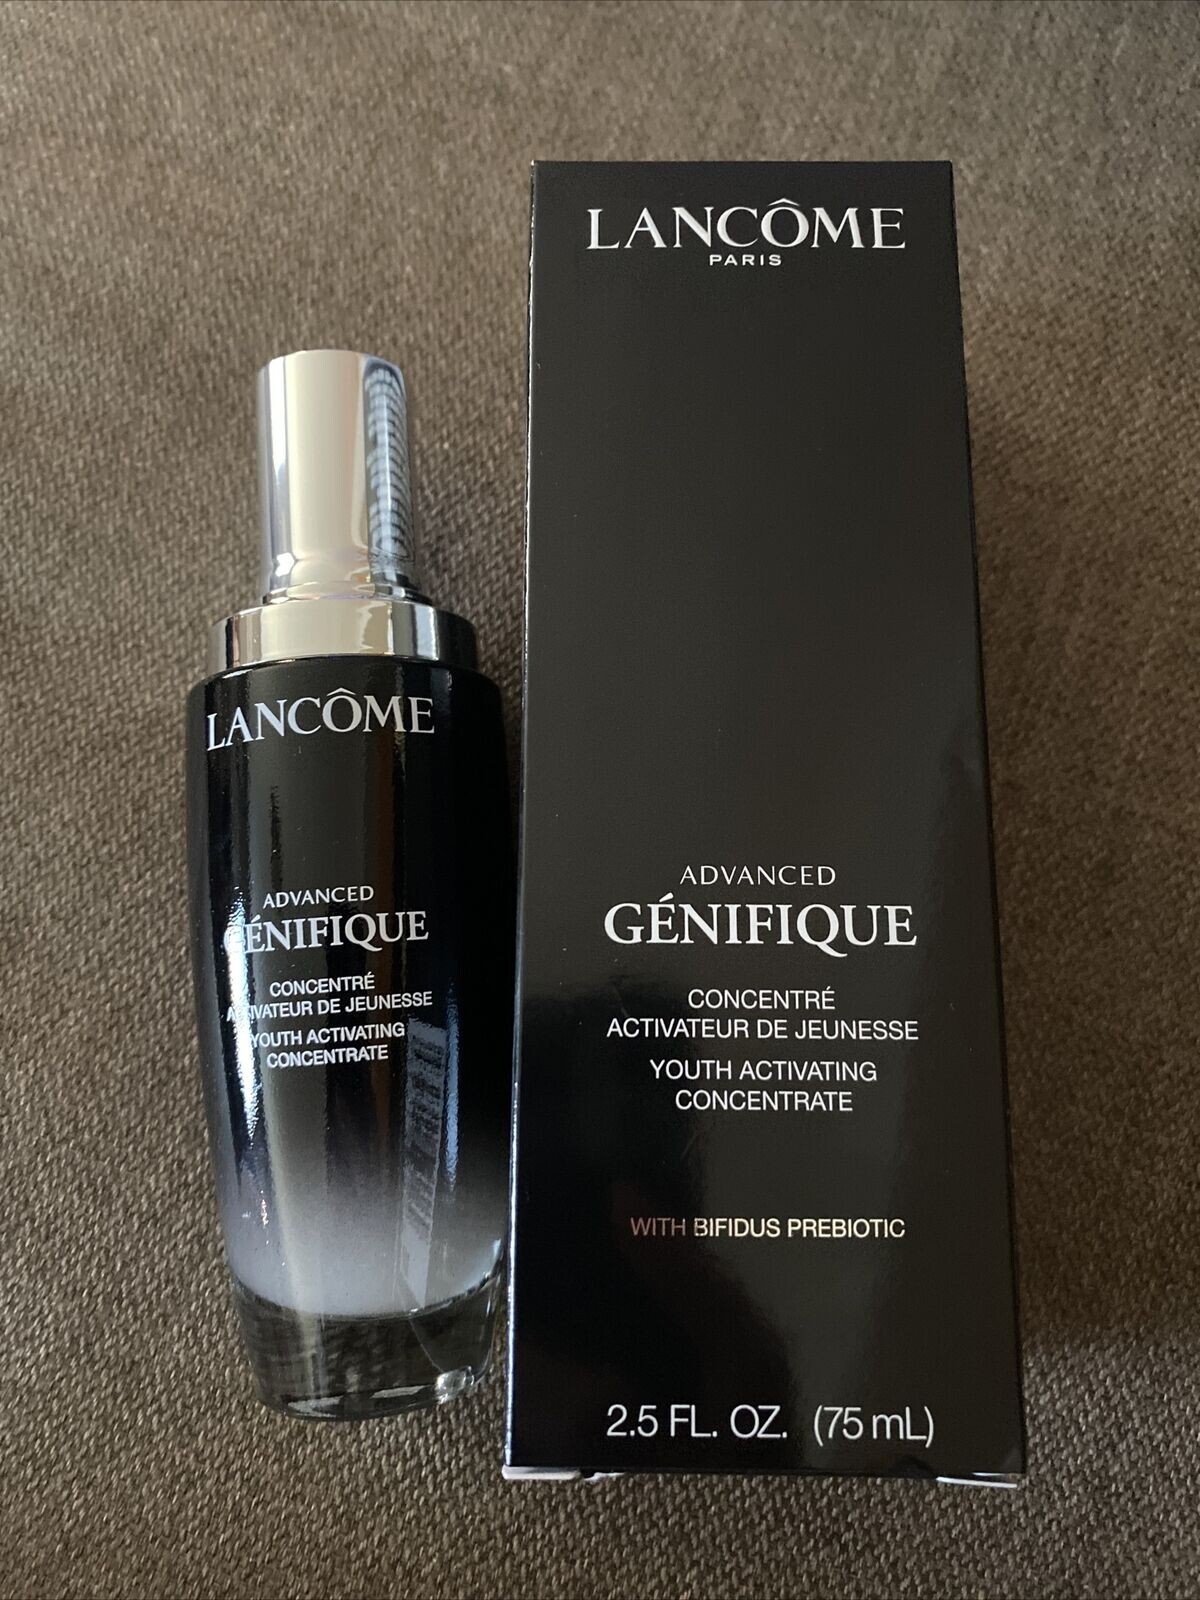 LANCÔME
ADVANCED
GÉNIFIQUE
CONCENTRÉ
ACTIVATEUR DE JEUNESSE
YOUTH ACTIVATING
CONCENTRATE
LANCÔME
PARIS
ADVANCED
GÉNIFIQUE
CONCENTRÉ
ACTIVATEUR DE JEUNESSE
YOUTH ACTIVATING
CONCENTRATE
WITH BIFIDUS PREBIOTIC
2.5 FL. OZ. (75 mL)